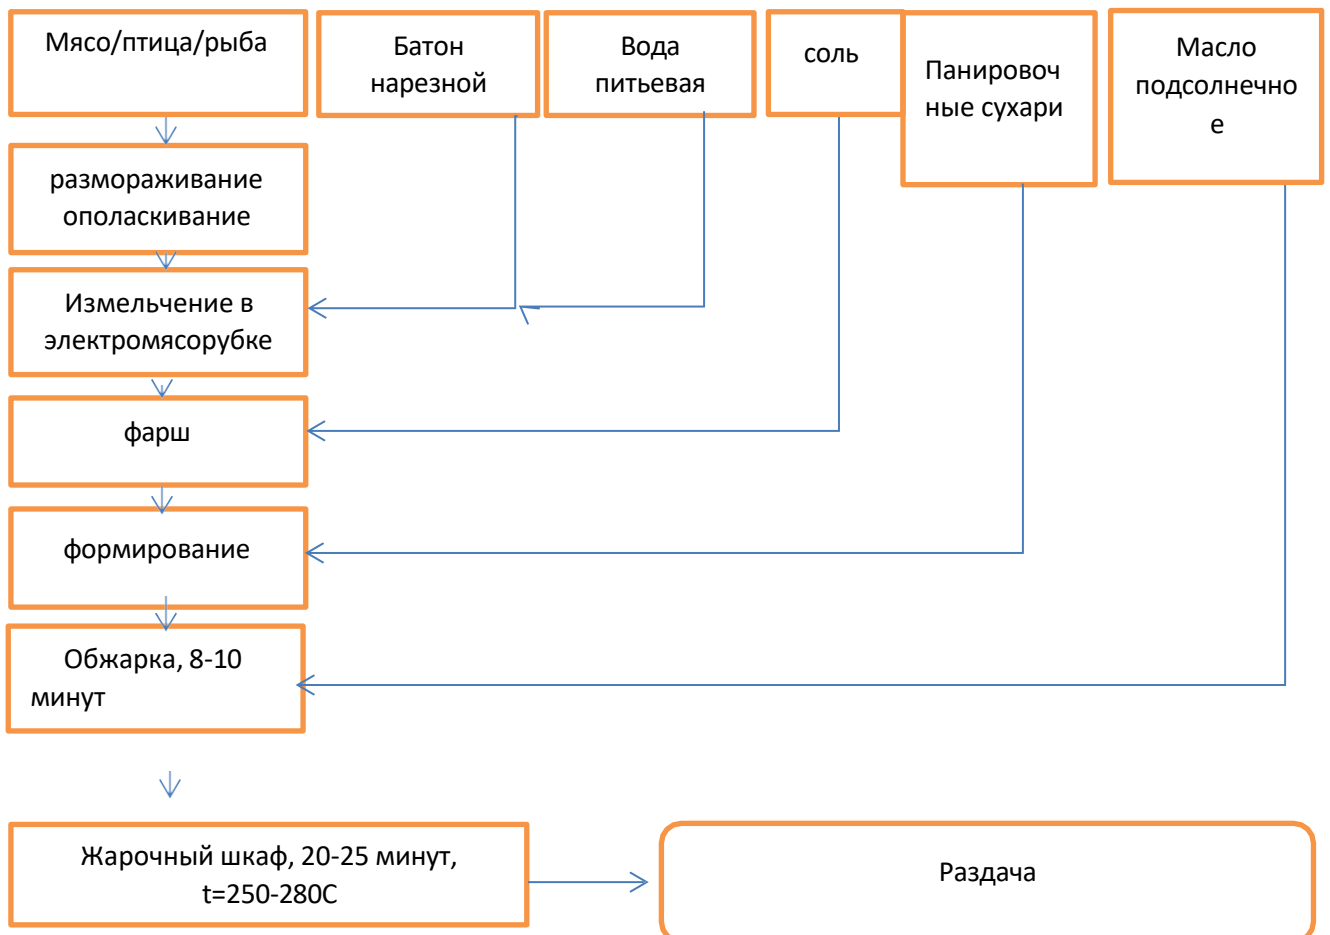 Мясо/птица/рыба
Батон
нарезной
Вода
питьевая
соль
Панировоч
ные сухари
Масло
подсолнечно
е
размораживание
ополаскивание
Измельчение в
электромясорубке
фарш
формирование
Обжарка, 8-10
минут
Жарочный шкаф, 20-25 минут,
t=250-280С
Раздача